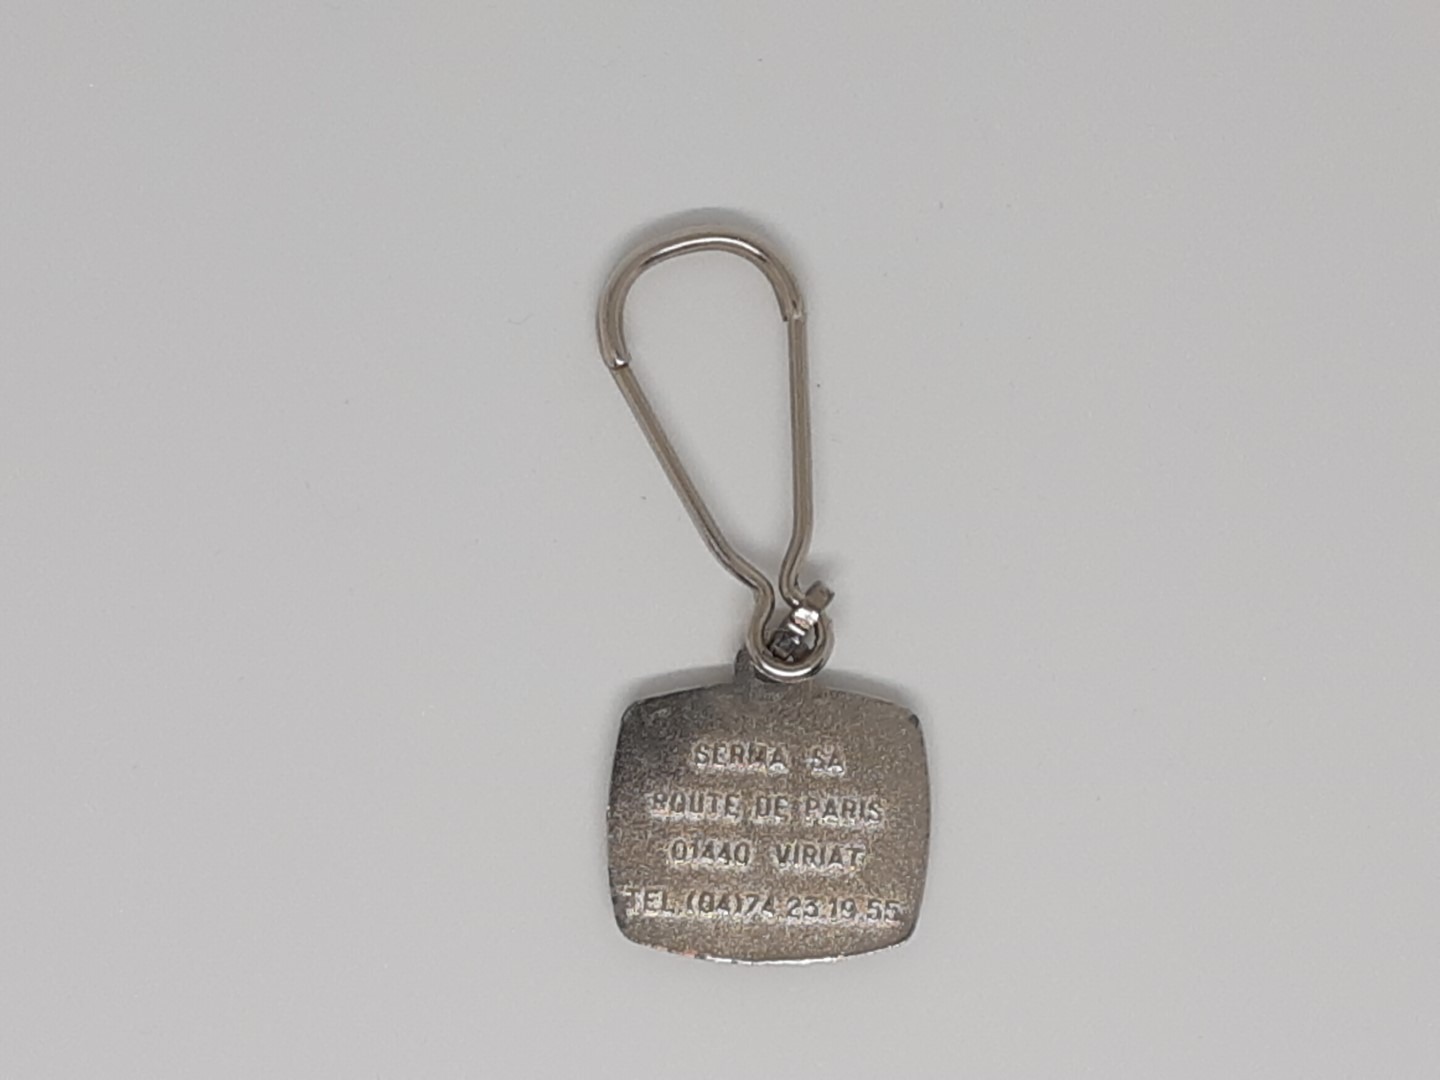 SERMA SA
ROUTE DE PARIS
01440 VIRIAT
TEL.(04)74.23.19.55